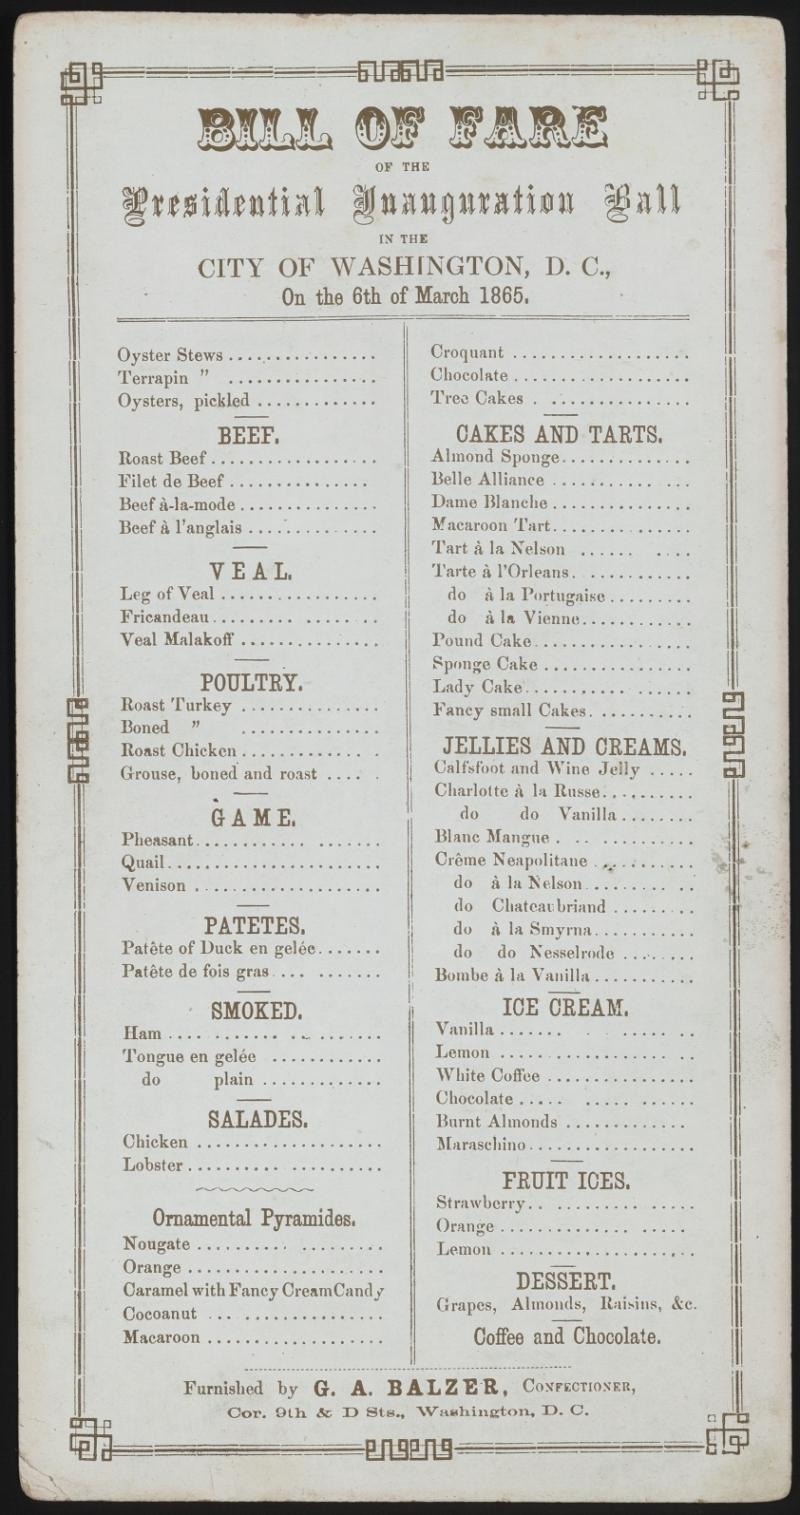 BILL OF FARE
OF THE
Presidential Inauguration Ball
IN THE
CITY OF WASHINGTON, D. C.,
On the 6th of March 1865.
Oyster Stews
Terrapin "
Oysters, pickled
BEEF.
Roast Beef
Filet de Beef
Beef à-la-mode
Beef à l'anglais
VEAL.
Leg of Veal
Fricandeau
Veal Malakoff
POULTRY.
Roast Turkey
Boned "
Roast Chicken
Grouse, boned and roast
GAME.
Pheasant
Quail
Venison
PATETES.
Patête of Duck en gelée
Patête de fois gras
SMOKED.
Ham
Tongue en gelée
do plain
SALADES.
Chicken
Lobster
Ornamental Pyramides.
Nougate
Orange
Caramel with Fancy Cream Candy
Cocoanut
Macaroon
Croquant
Chocolate
Tree Cakes
CAKES AND TARTS.
Almond Sponge
Belle Alliance
Dame Blanche
Macaroon Tart
Tart à la Nelson
Tarte à l'Orleans
do à la Portugaise
do à la Vienne
Pound Cake
Sponge Cake
Lady Cake
Fancy small Cakes
JELLIES AND CREAMS.
Calfsfoot and Wine Jelly
Charlotte à la Russe
do do Vanilla
Blanc Mangue
Crême Neapolitane
do à la Nelson
do Chateaubriand
do à la Smyrna
do do Nesselrode
Bombe à la Vanilla
ICE CREAM.
Vanilla
Lemon
White Coffee
Chocolate
Burnt Almonds
Maraschino
FRUIT ICES.
Strawberry
Orange
Lemon
DESSERT.
Grapes, Almonds, Raisins, &c.
Coffee and Chocolate.
Furnished by G. A. BALZER, CONFECTIONER,
Cor. 9th & D Sts., Washington, D. C.